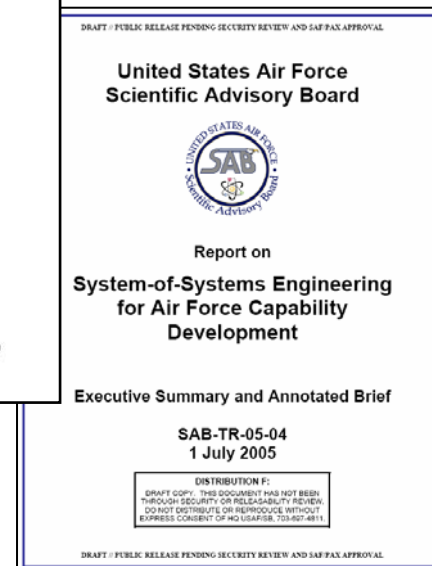 DRAFT // PUBLIC RELEASE PENDING SECURITY REVIEW AND SAF/PAX APPROVAL
United States Air Force
Scientific Advisory Board
UNITED STATES AIR FORCE
SAB
Scientific Advisory Board
Report on
System-of-Systems Engineering
for Air Force Capability
Development
Executive Summary and Annotated Brief
SAB-TR-05-04
1 July 2005
DISTRIBUTION F:
DRAFT COPY. THIS DOCUMENT HAS NOT BEEN
THROUGH SECURITY OR RELEASABILITY REVIEW.
DO NOT DISTRIBUTE OR REPRODUCE WITHOUT
EXPRESS CONSENT OF HQ USAF/SB, 703-697-4811.
DRAFT // PUBLIC RELEASE PENDING SECURITY REVIEW AND SAF/PAX APPROVAL